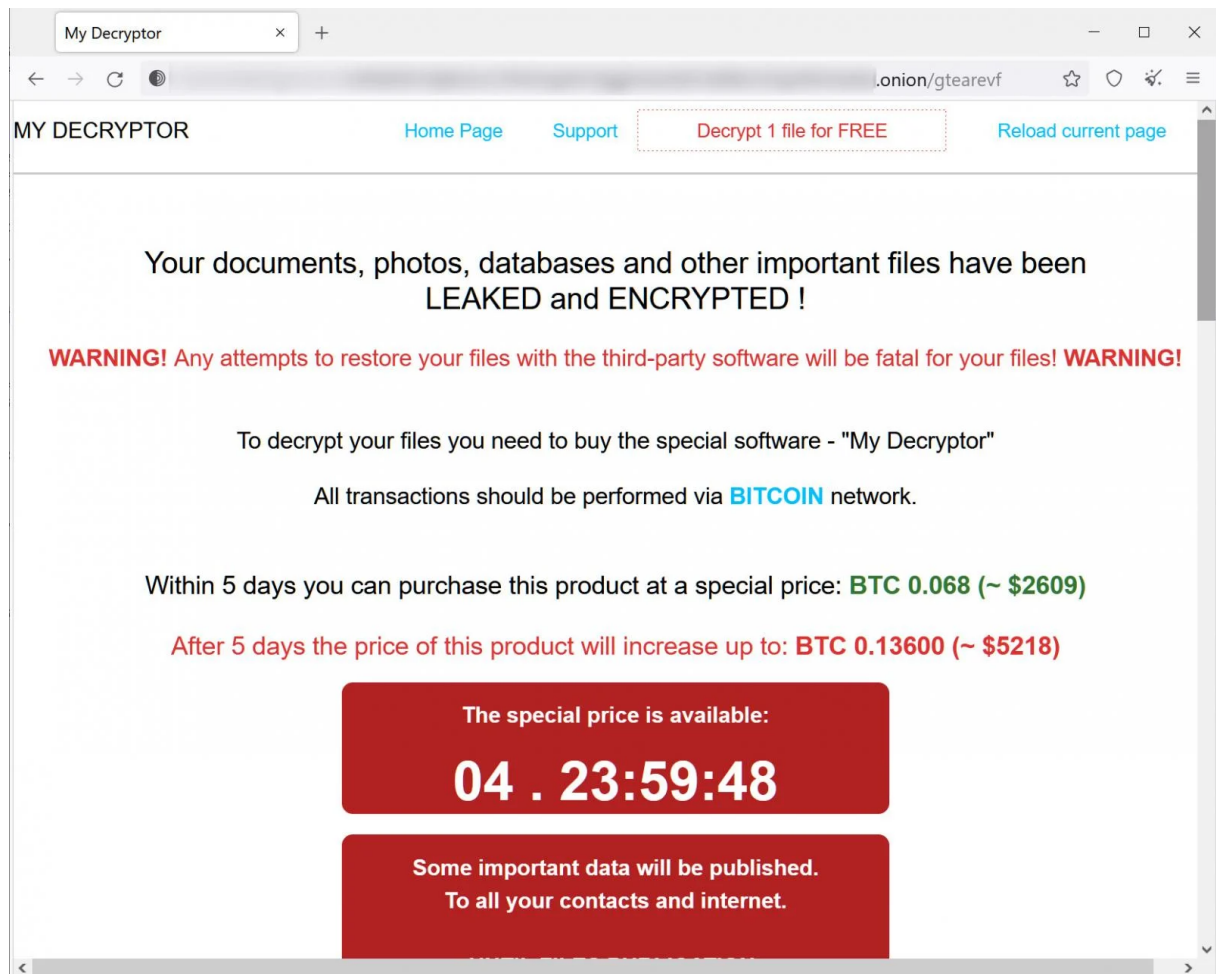 My Decryptor
.onion/gtearevf
MY DECRYPTOR
Home Page
Support
Decrypt 1 file for FREE
Reload current page
Your documents, photos, databases and other important files have been
LEAKED and ENCRYPTED !
WARNING! Any attempts to restore your files with the third-party software will be fatal for your files! WARNING!
To decrypt your files you need to buy the special software - "My Decryptor"
All transactions should be performed via BITCOIN network.
Within 5 days you can purchase this product at a special price: BTC 0.068 (~ $2609)
After 5 days the price of this product will increase up to: BTC 0.13600 (~ $5218)
The special price is available:
04 . 23:59:48
Some important data will be published.
To all your contacts and internet.